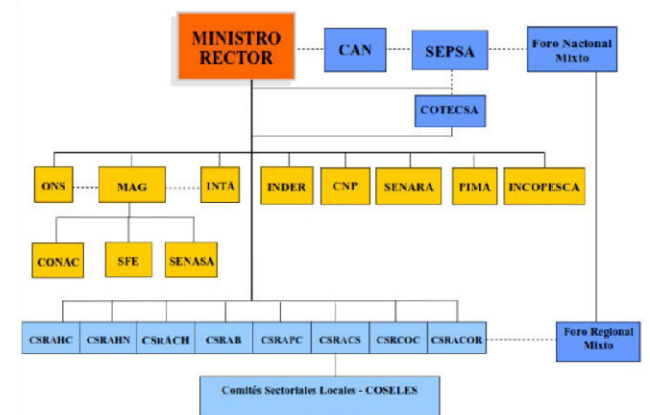 MINISTRO
RECTOR
CAN
SEPSA
Foro Nacional
Mixto
COTECSA
ONS
MAG
INTA
INDER
CNP
SENARA
PIMA
INCOPESCA
CONAC
SFE
SENASA
CSRAHC
CSRAHN
CSRACH
CSRAB
CSRAPC
CSRACS
CSRCOC
CSRACOR
Foro Regional
Mixto
Comités Sectoriales Locales - COSELES